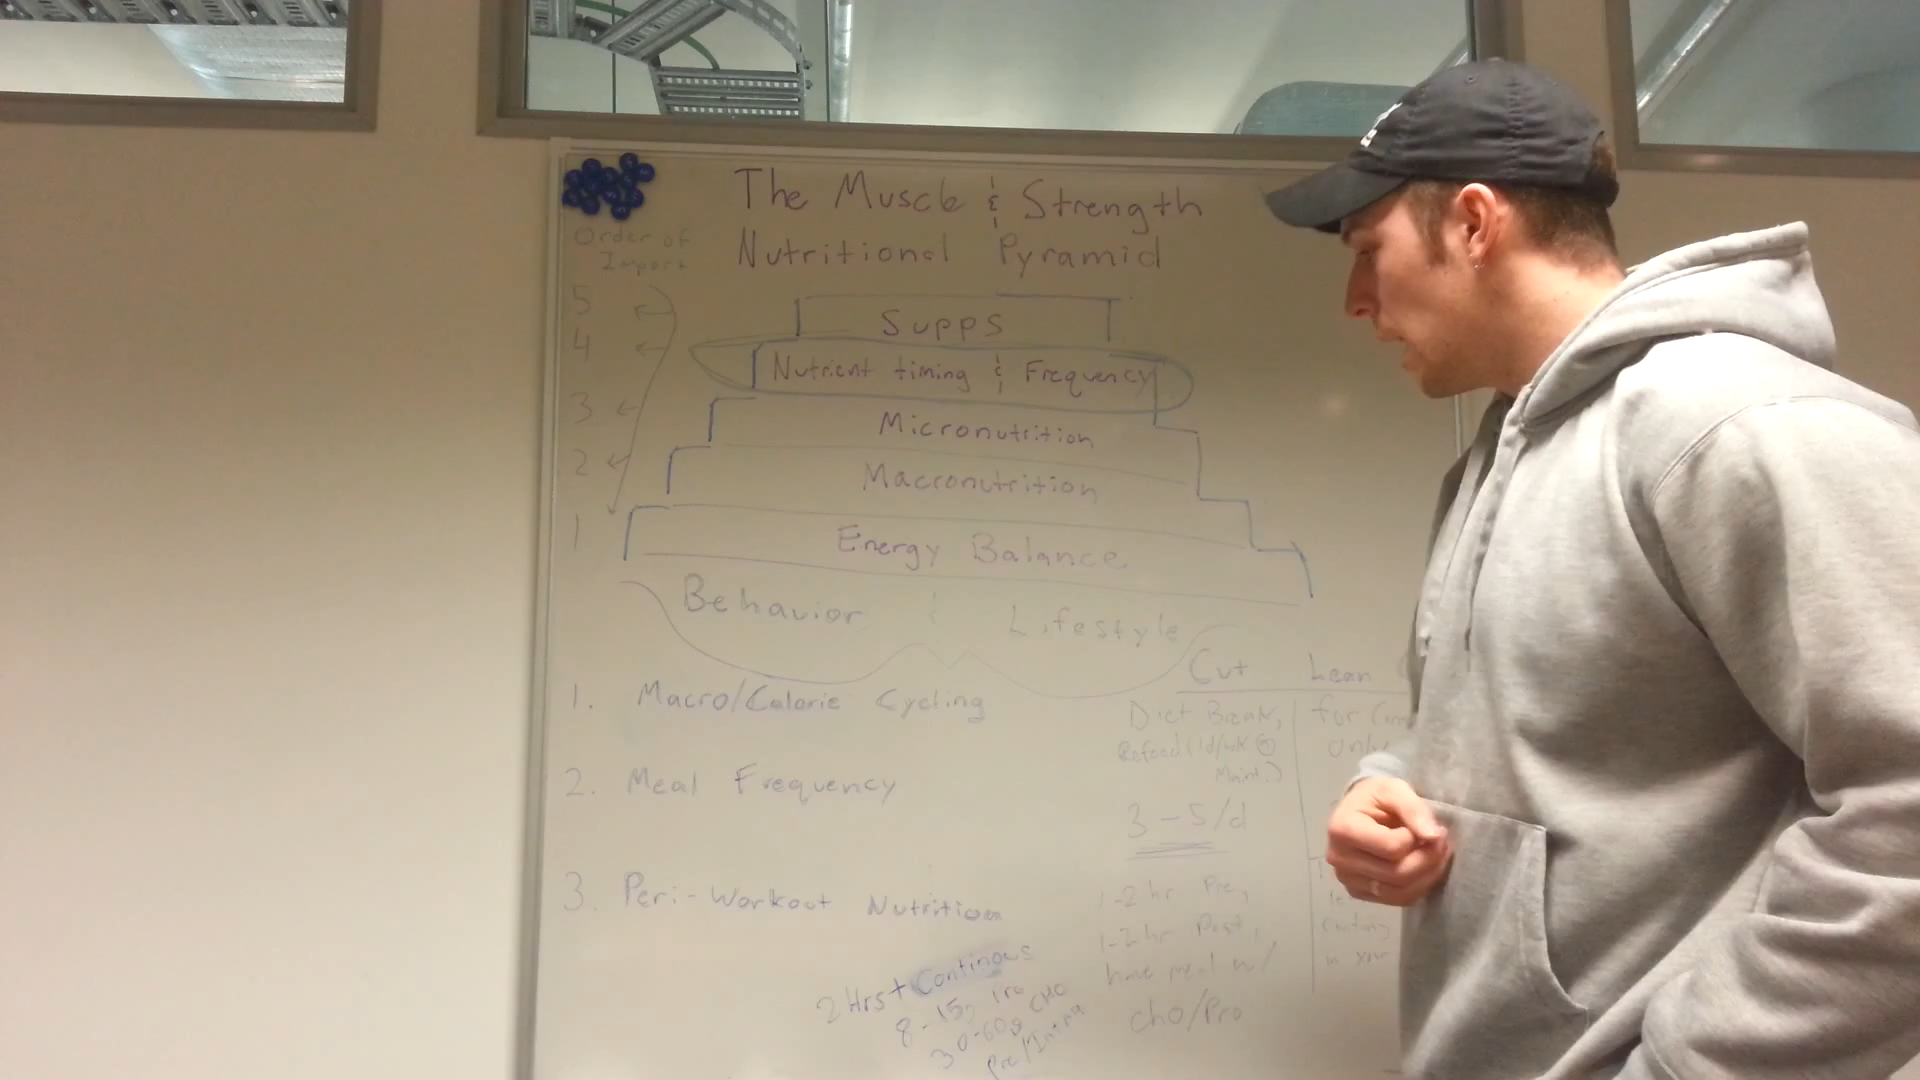 The Muscle & Strength
Nutritional Pyramid
Order of
Import
5
4
3
2
1
Supps
Nutrient timing & Frequency
Micronutrition
Macronutrition
Energy Balance
Behavior & Lifestyle
Cut Lean
1. Macro/Calorie Cycling
Diet Break,
Refeed (1d/wk @
Maint.)
for
only
2. Meal Frequency
3-5/d
3. Peri-Workout Nutrition
1-2 hr Pre,
1-2 hr Post,
have meal w/
cho/Pro
2 Hrs+ Continous
8-15g Pro
30-60g CHO
Pre/Intra